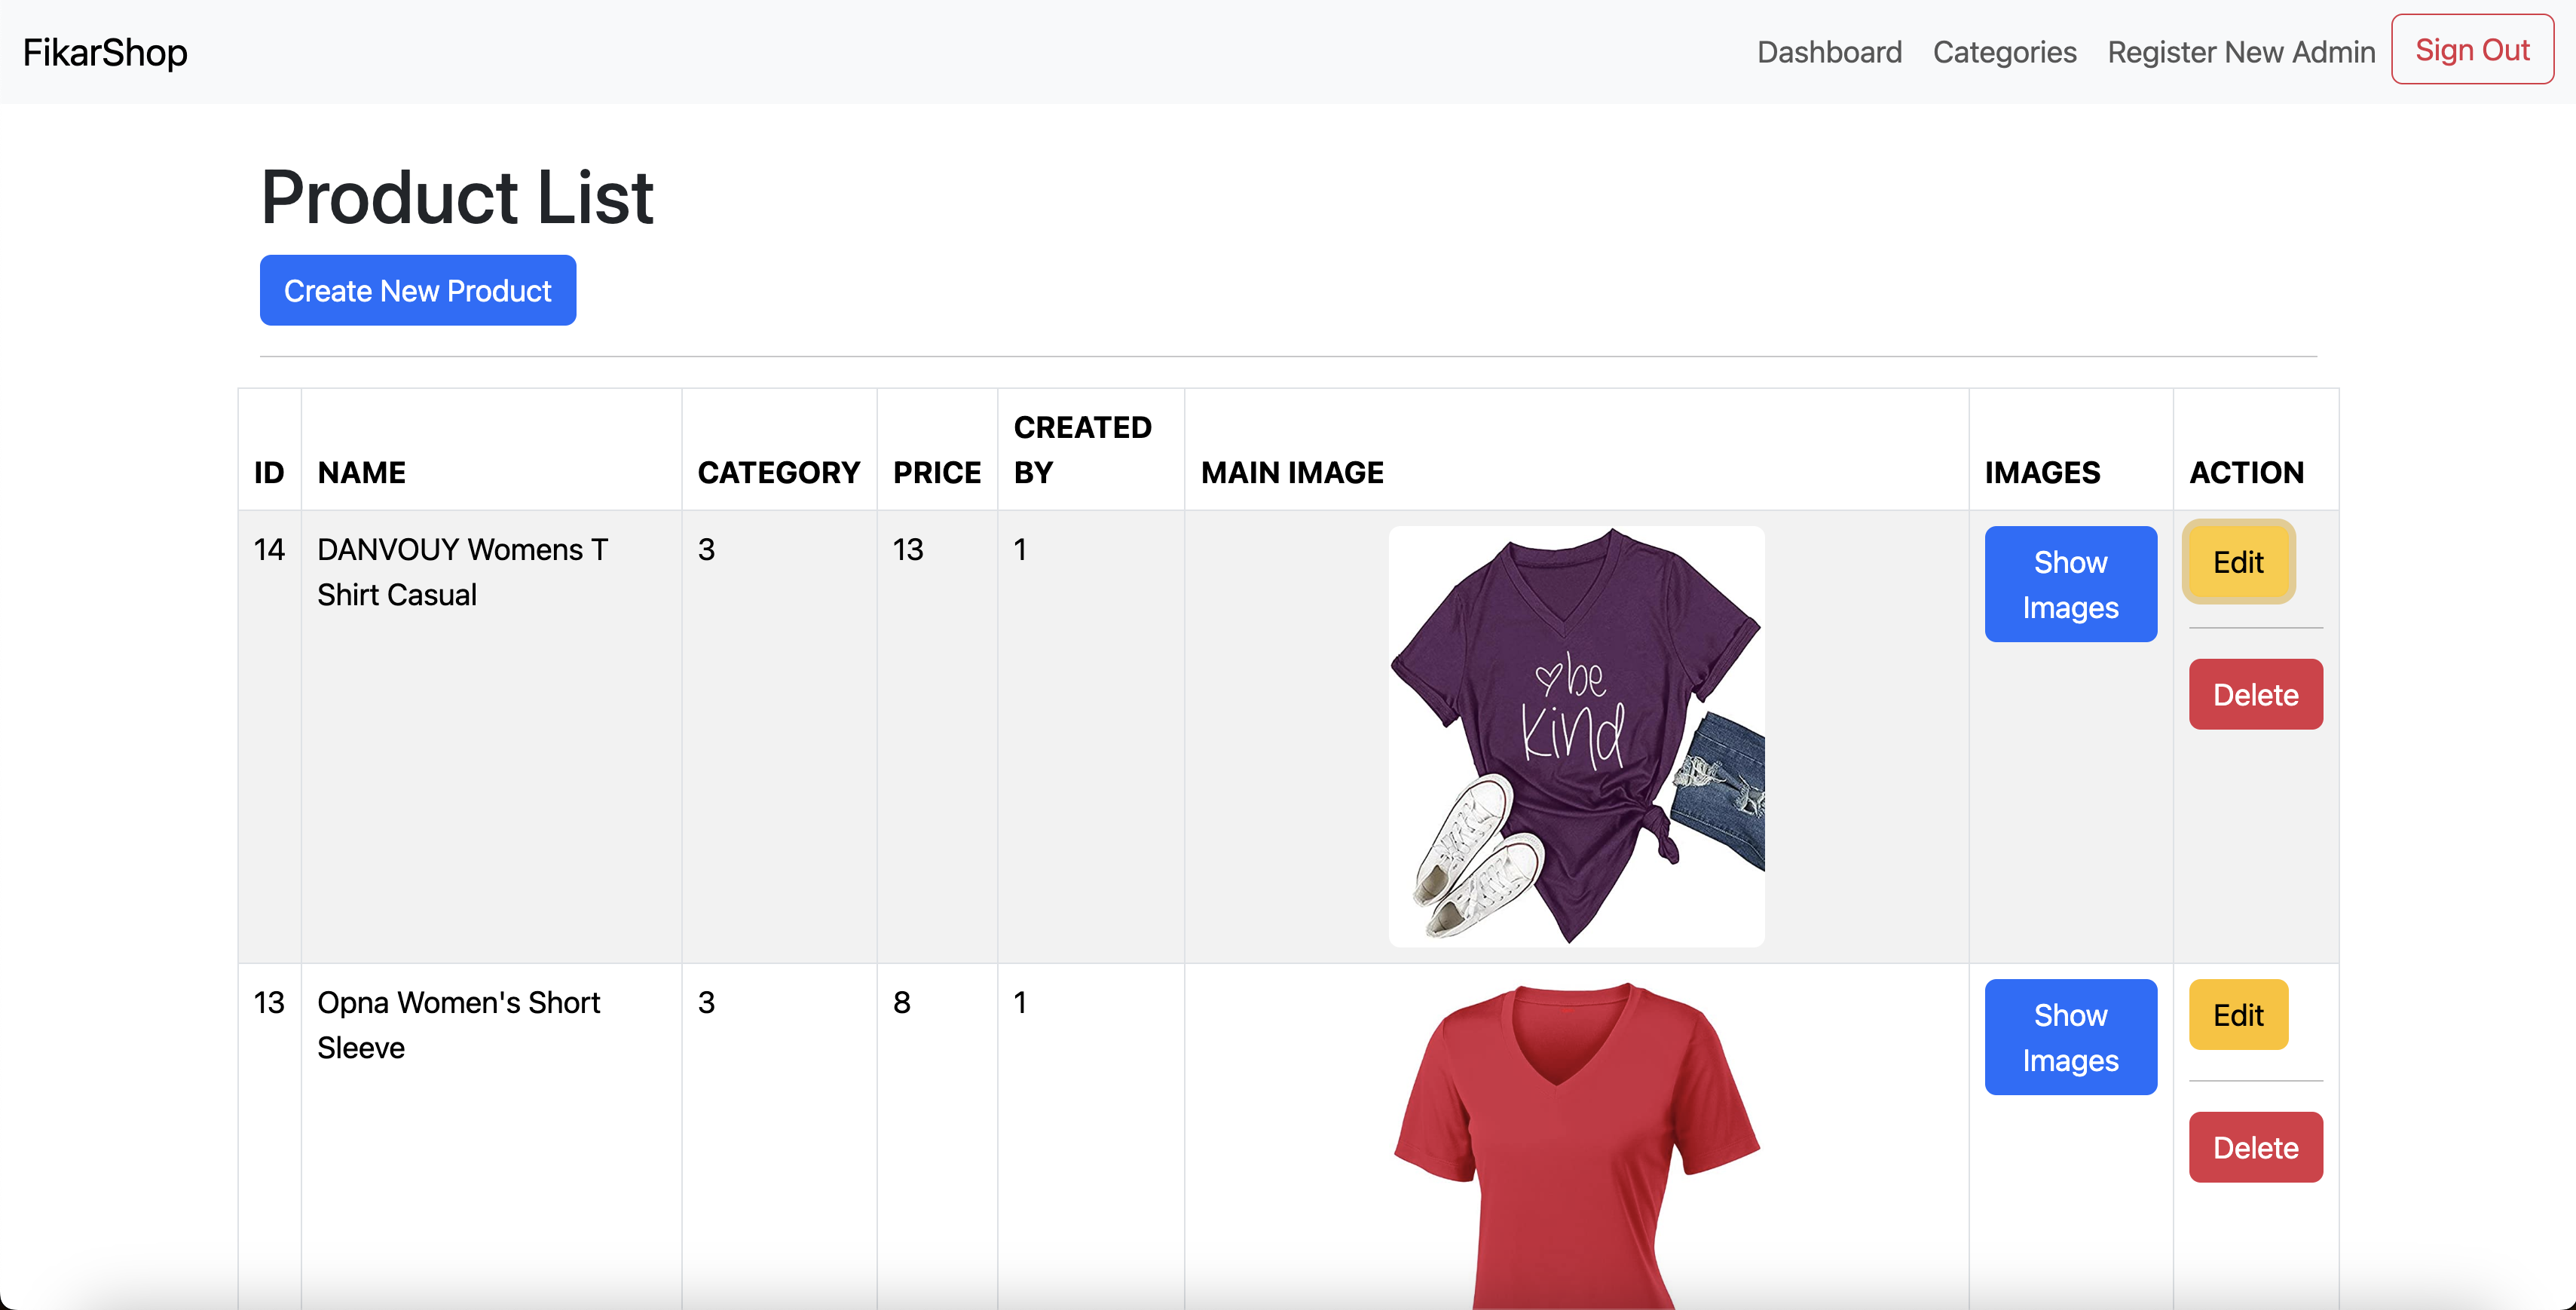 FikarShop
Dashboard
Categories
Register New Admin
Sign Out
Product List
Create New Product
ID
NAME
CATEGORY
PRICE
CREATED
BY
MAIN IMAGE
IMAGES
ACTION
14
DANVOUY Womens T
Shirt Casual
3
13
1
be
kind
Show
Images
Edit
Delete
13
Opna Women's Short
Sleeve
3
8
1
Show
Images
Edit
Delete